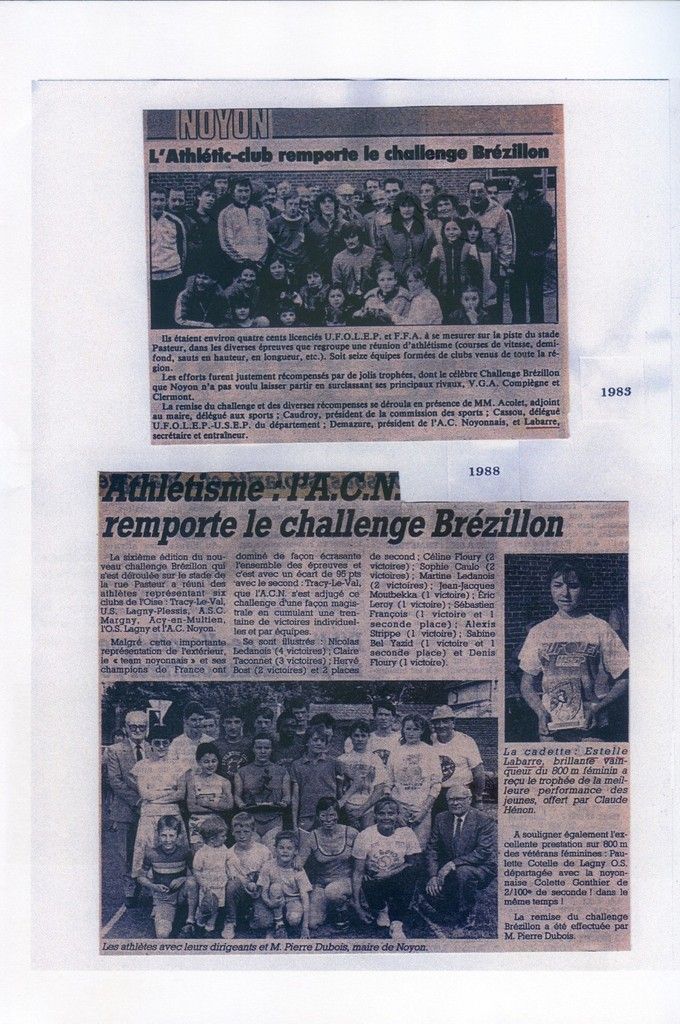 NOYON
L'Athlétic-club remporte le challenge Brézillon
Ils étaient environ quatre cents licenciés U.F.O.L.E.P. et F.F.A. à se mesurer sur la piste du stade
Pasteur, dans les diverses épreuves que regroupe une réunion d'athlétisme (courses de vitesse, demi-
fond, sauts en hauteur, en longueur, etc.). Soit seize équipes formées de clubs venus de toute la ré-
gion.
Les efforts furent justement récompensés par de jolis trophées, dont le célèbre Challenge Brézillon
que Noyon n'a pas voulu laisser partir en surclassant ses principaux rivaux, V.G.A. Compiègne et
Clermont.
La remise du challenge et des diverses récompenses se déroula en présence de MM. Acolet, adjoint
au maire, délégué aux sports ; Caudroy, président de la commission des sports ; Cassou, délégué
U.F.O.L.E.P.-U.S.E.P. du département ; Demazure, président de l'A.C. Noyonnais, et Labarre,
secrétaire et entraîneur.
1983
1988
Athlétisme : l'A.C.N.
remporte le challenge Brézillon
La sixième édition du nou-
veau challenge Brézillon qui
s'est déroulée sur le stade de
la rue Pasteur a réuni des
athlètes représentant six
clubs de l'Oise : Tracy-Le-Val,
U.S. Lagny-Plessis, A.S.C.
Margny, Acy-en-Multien,
l'O.S. Lagny et l'A.C. Noyon.
Malgré cette importante
représentation de l'extérieur,
le « team noyonnais » et ses
champions de France ont
dominé de façon écrasante
l'ensemble des épreuves et
c'est avec un écart de 95 pts
avec le second : Tracy-Le-Val,
que l'A.C.N. s'est adjugé ce
challenge d'une façon magis-
trale en cumulant une tren-
taine de victoires individuel-
les et par équipes.
Se sont illustrés : Nicolas
Ledanois (4 victoires) ; Claire
Taconnet (3 victoires) ; Hervé
Bost (2 victoires) et 2 places
de second ; Céline Floury (2
victoires) ; Sophie Caulo (2
victoires) ; Martine Ledanois
(2 victoires) ; Jean-Jacques
Moutbekka (1 victoire) ; Éric
Leroy (1 victoire) ; Sébastien
François (1 victoire et 1
seconde place) ; Alexis
Strippe (1 victoire) ; Sabine
Bel Yazid (1 victoire et 1
seconde place) et Denis
Floury (1 victoire).
La cadette : Estelle
Labarre, brillante vain-
queur du 800 m féminin a
reçu le trophée de la meil-
leure performance des
jeunes, offert par Claude
Hénon.
A souligner également l'ex-
cellente prestation sur 800 m
des vétérans féminines : Pau-
lette Cotelle de Lagny O.S.
départagée avec la noyon-
naise Colette Gonthier de
2/100e de seconde ! dans le
même temps !
La remise du challenge
Brézillon a été effectuée par
M. Pierre Dubois.
Les athlètes avec leurs dirigeants et M. Pierre Dubois, maire de Noyon.